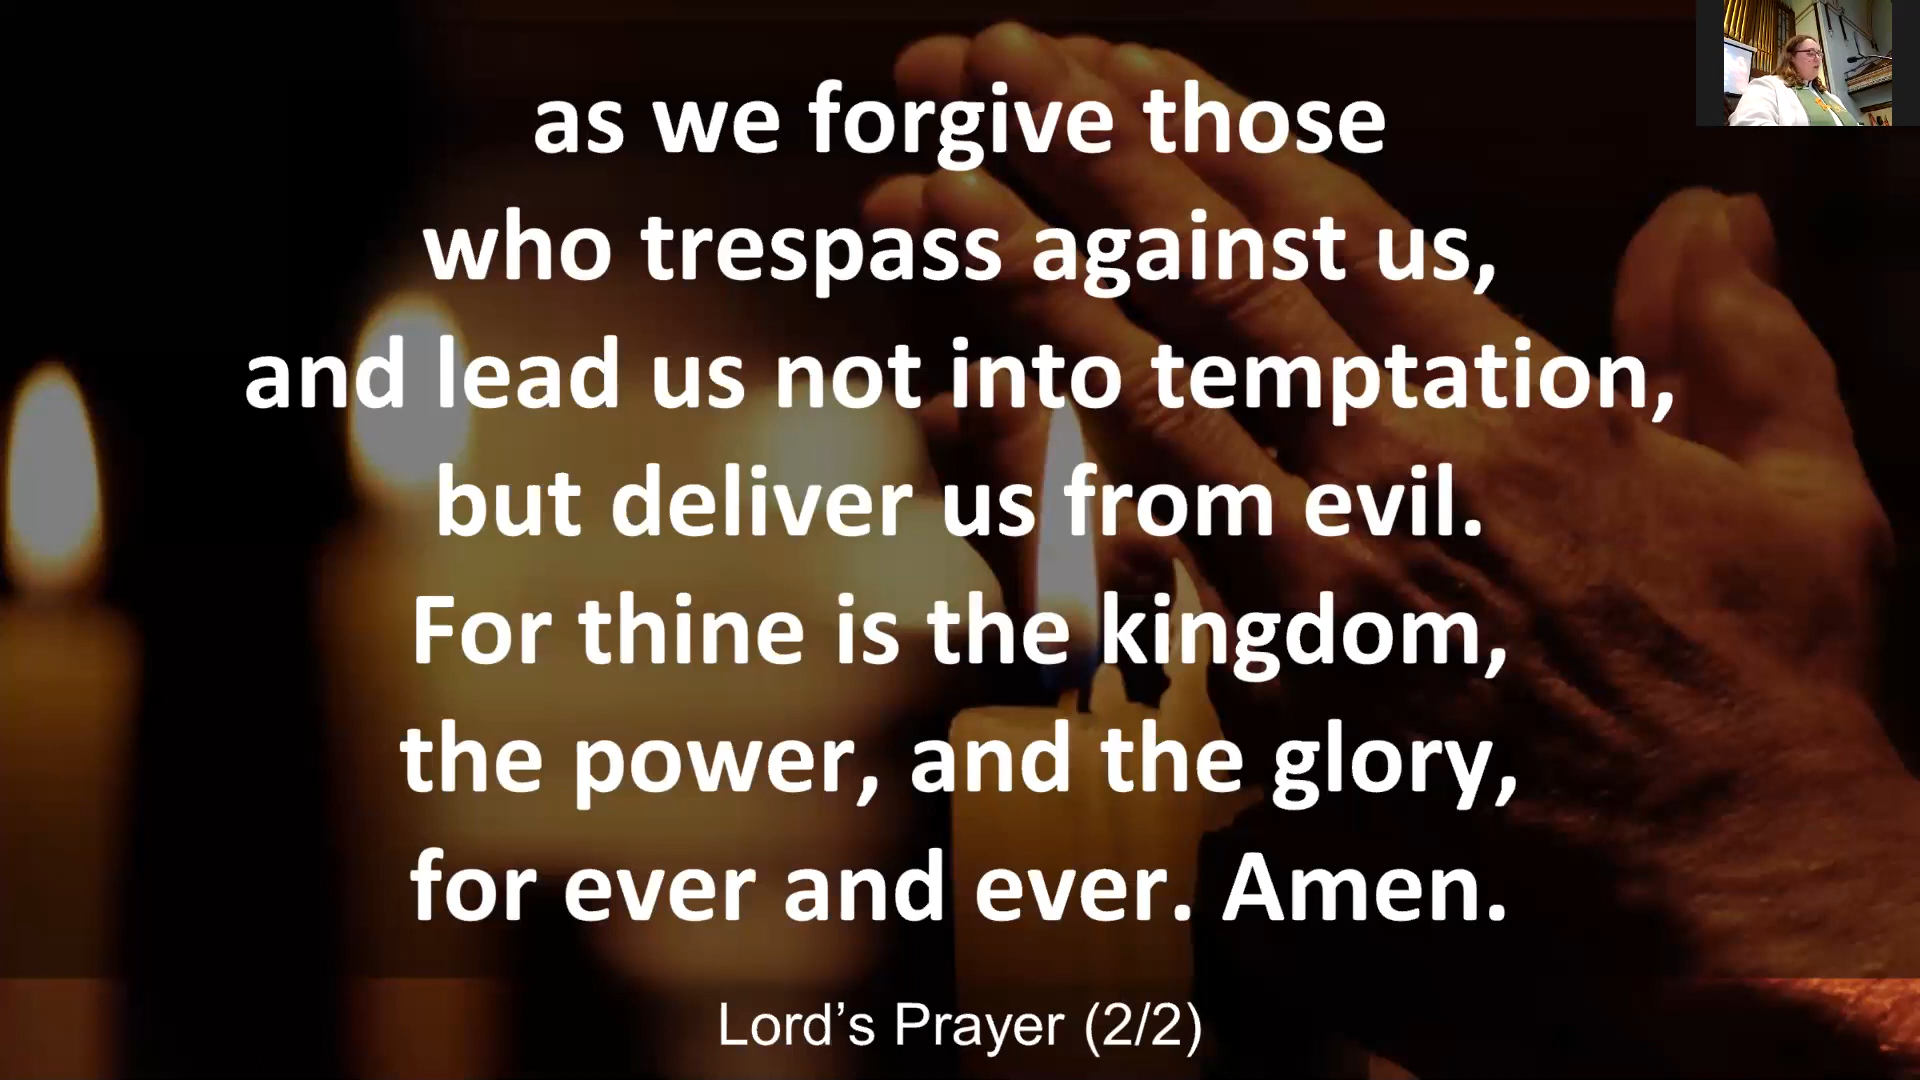 as we forgive those
who trespass against us,
and lead us not into temptation,
but deliver us from evil.
For thine is the kingdom,
the power, and the glory,
for ever and ever. Amen.
Lord’s Prayer (2/2)